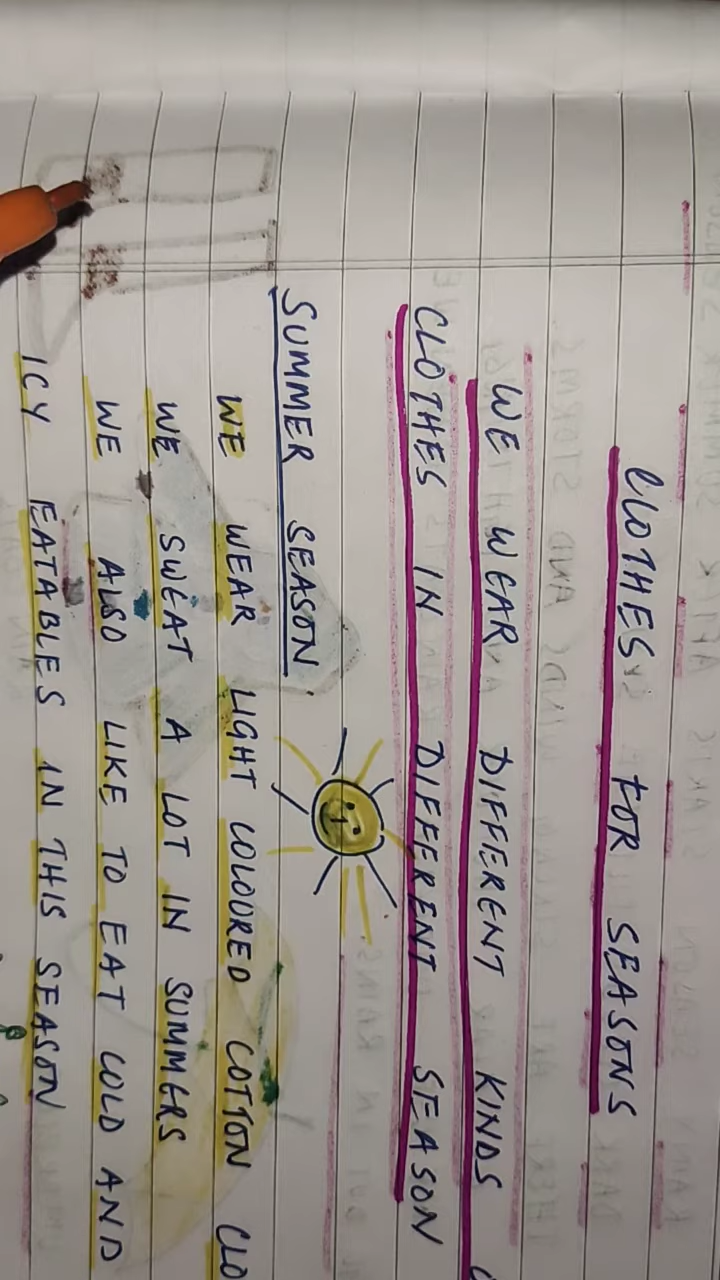 CLOTHES FOR SEASONS
WE WEAR DIFFERENT KINDS
CLOTHES IN DIFFERENT SEASON
SUMMER SEASON
WE WEAR LIGHT COLOURED COTTON CLO
WE SWEAT A LOT IN SUMMERS
WE ALSO LIKE TO EAT COLD AND
ICY EATABLES IN THIS SEASON